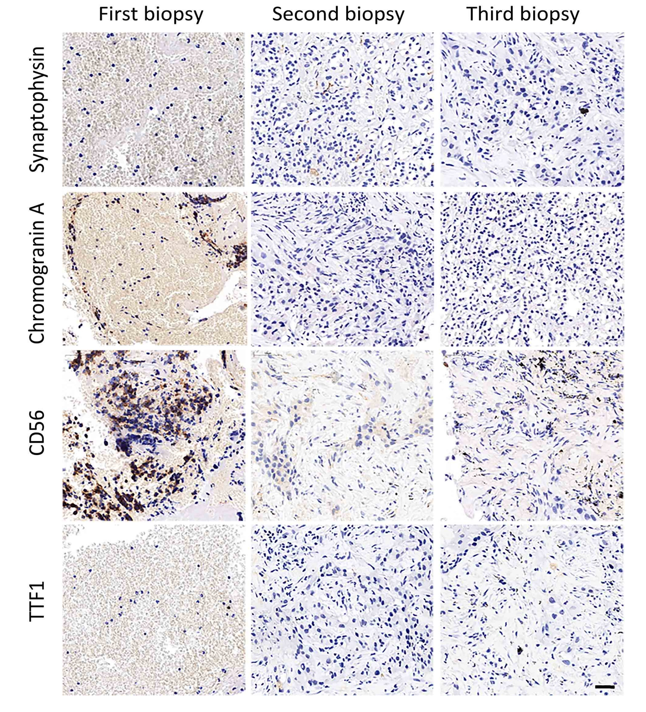 First biopsy Second biopsy Third biopsy
Synaptophysin
Chromogranin A
CD56
TTF1